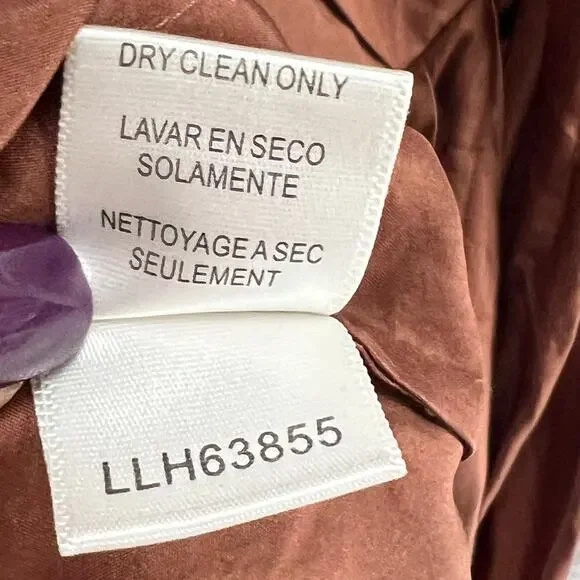 DRY CLEAN ONLY
LAVAR EN SECO
SOLAMENTE
NETTOYAGE A SEC
SEULEMENT
LLH63855